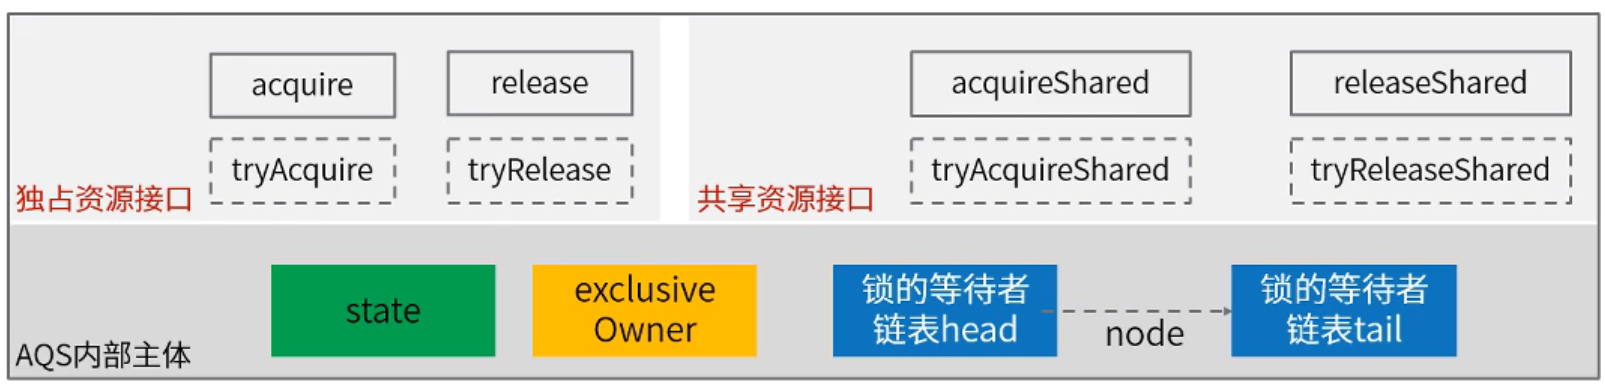 acquire
release
acquireShared
releaseShared
tryAcquire
tryRelease
tryAcquireShared
tryReleaseShared
独占资源接口
共享资源接口
state
exclusive
Owner
锁的等待者
链表head
node
锁的等待者
链表tail
AQS内部主体